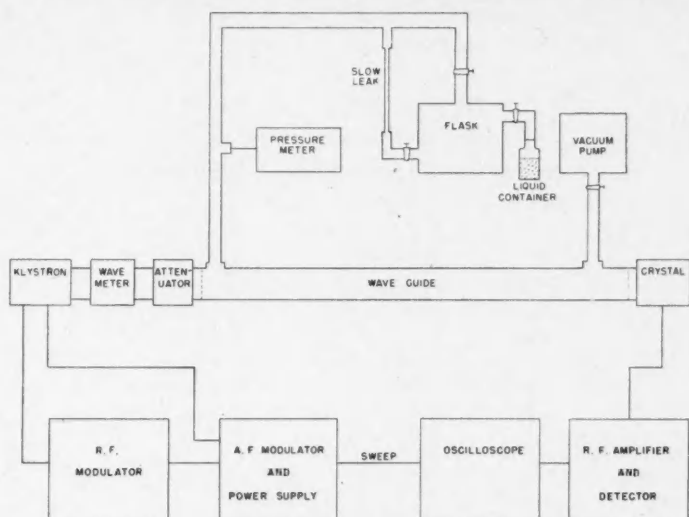 SLOW
LEAK
FLASK
PRESSURE
METER
VACUUM
PUMP
LIQUID
CONTAINER
KLYSTRON
WAVE
METER
ATTEN-
UATOR
WAVE GUIDE
CRYSTAL
R. F.
MODULATOR
A. F MODULATOR
AND
POWER SUPPLY
SWEEP
OSCILLOSCOPE
R. F. AMPLIFIER
AND
DETECTOR